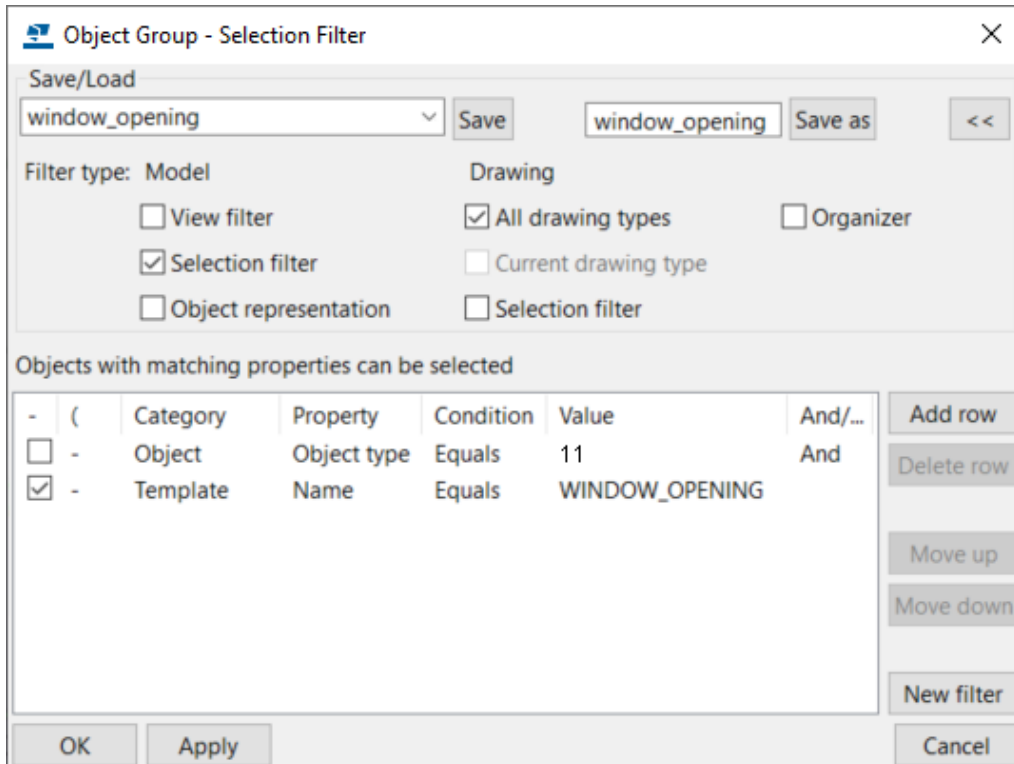 Object Group - Selection Filter
Save/Load
window_opening Save window_opening Save as <<
Filter type: Model Drawing
View filter All drawing types Organizer
Selection filter Current drawing type
Object representation Selection filter
Objects with matching properties can be selected
- ( Category Property Condition Value And/... Add row
- Object Object type Equals 11 And Delete row
- Template Name Equals WINDOW_OPENING
Move up
Move down
New filter
OK Apply Cancel